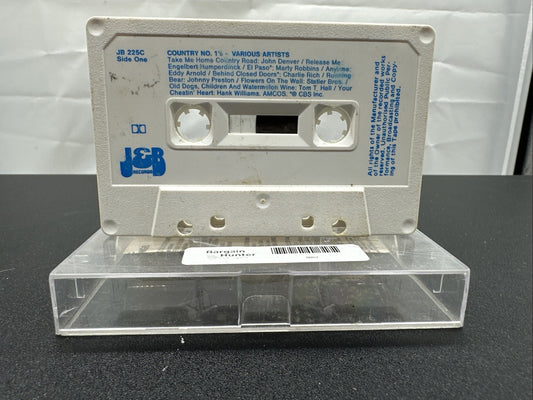 JB 225C
Side One
COUNTRY NO. 1's - VARIOUS ARTISTS
Take Me Home Country Road: John Denver / Release Me:
Engelbert Humperdinck / El Paso*: Marty Robbins / Anytime:
Eddy Arnold / Behind Closed Doors*: Charlie Rich / Running
Bear: Johnny Preston / Flowers On The Wall: Statler Bros. /
Old Dogs, Children And Watermelon Wine: Tom T. Hall / Your
Cheatin' Heart: Hank Williams. AMCOS. *℗ CBS Inc.
J&B
RECORDS
All rights of the Manufacturer and
of the Owner of the recorded works
reserved. Unauthorised Public Per-
formance, Broadcasting and Copy-
ing of this Tape prohibited.
Bargain
Hunter